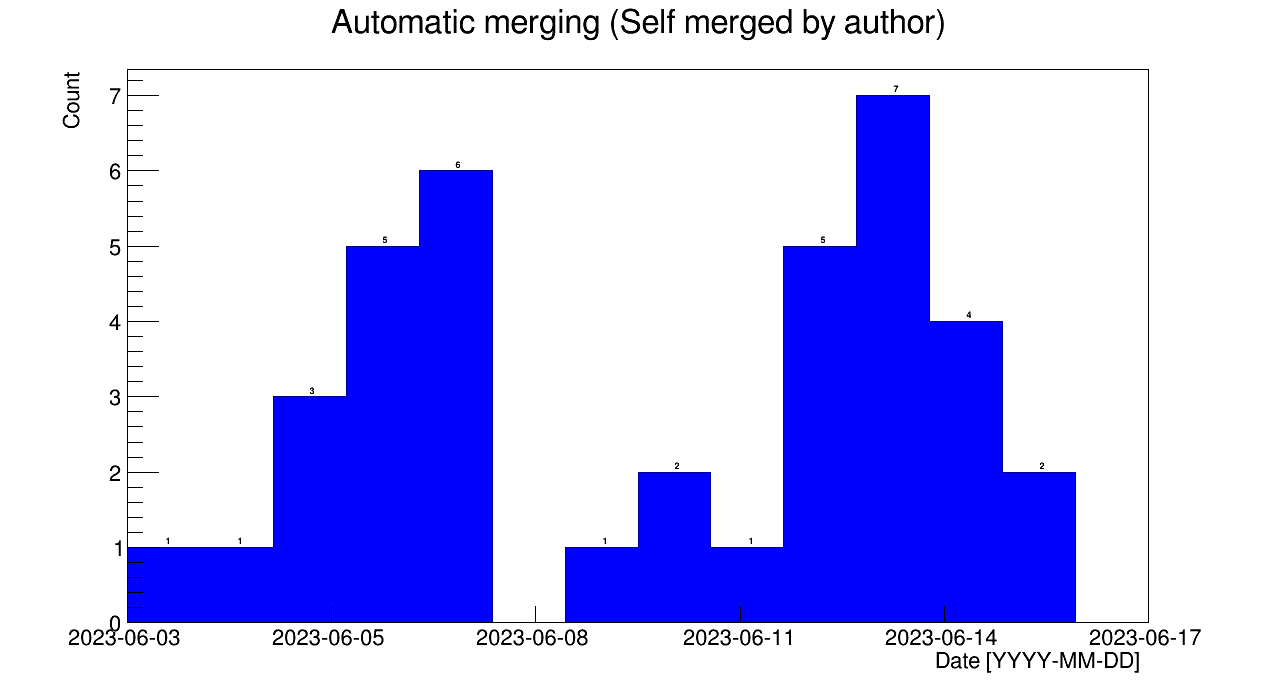 Automatic merging (Self merged by author)
Count
7
6
5
4
3
2
1
0
1 1 3 5 6 1 2 1 5 7 4 2
2023-06-03 2023-06-05 2023-06-08 2023-06-11 2023-06-14 2023-06-17
Date [YYYY-MM-DD]